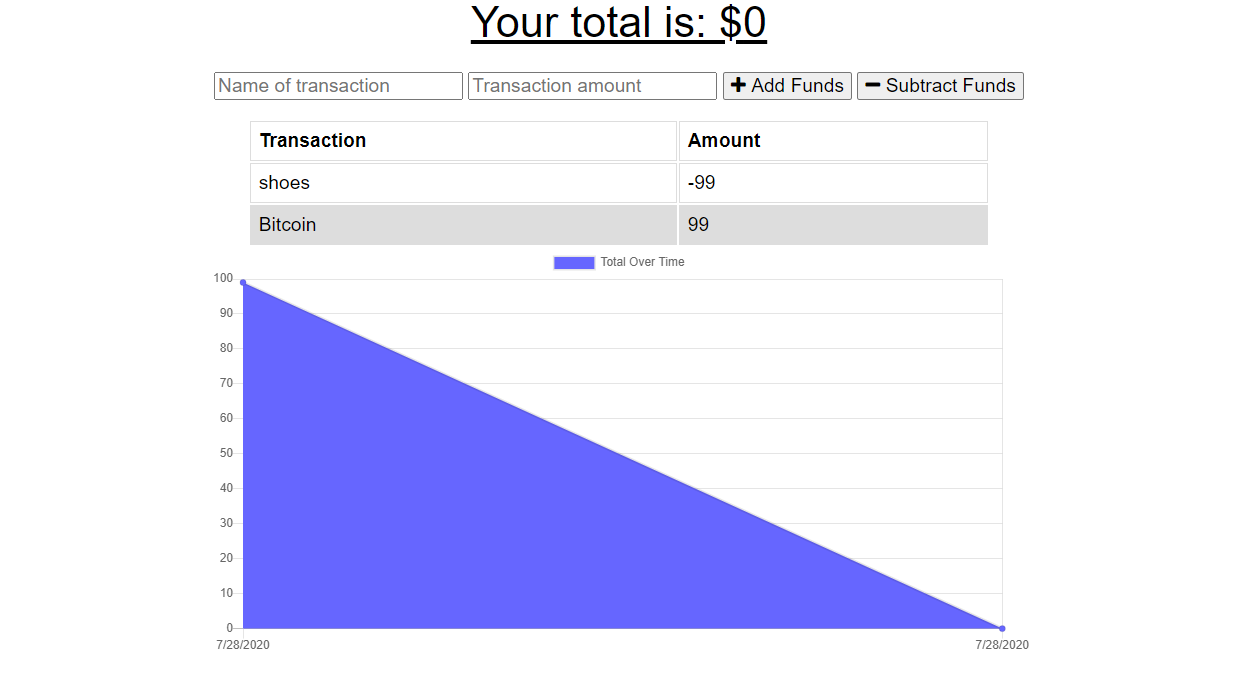 Your total is: $0
Name of transaction Transaction amount Add Funds Subtract Funds
Transaction Amount
shoes -99
Bitcoin 99
Total Over Time
100
90
80
70
60
50
40
30
20
10
0
7/28/2020 7/28/2020